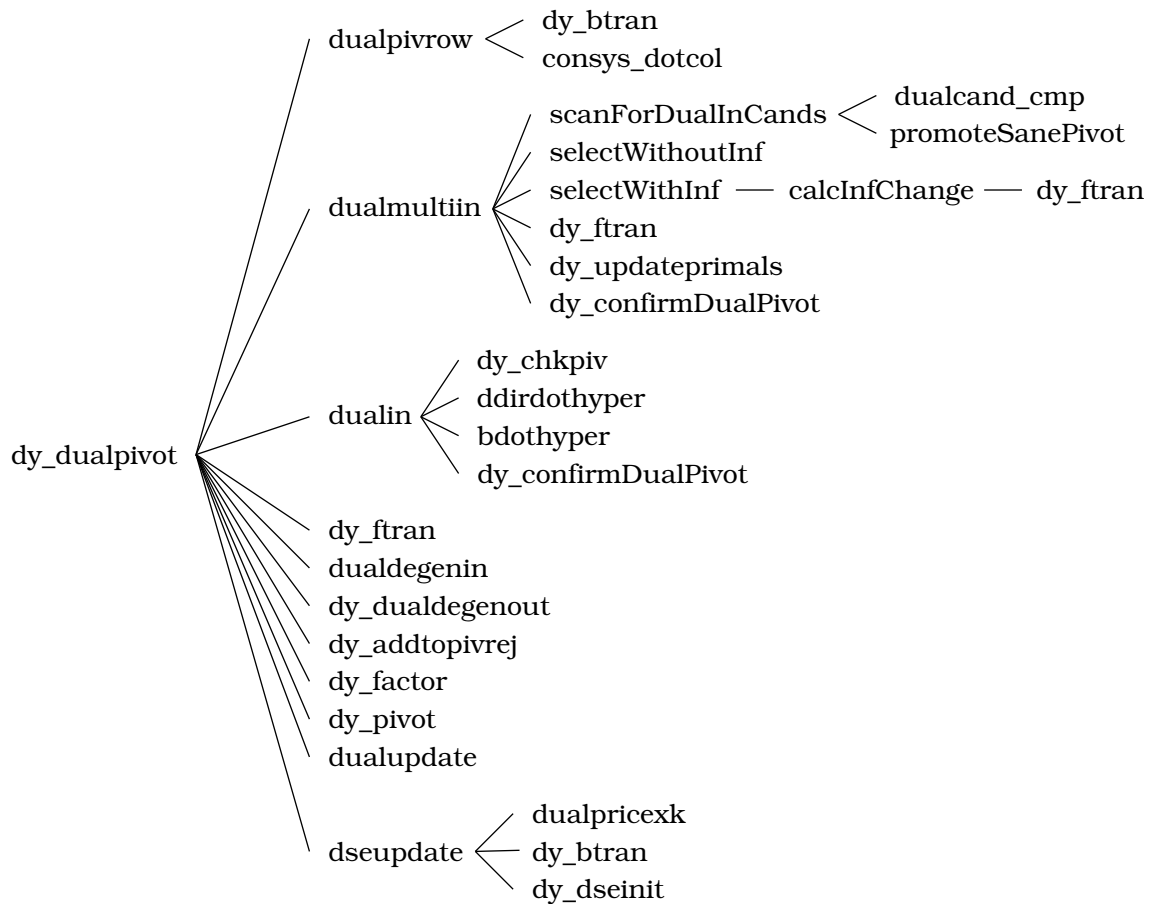 dy_btran
dualpivrow
consys_dotcol
dualcand_cmp
scanForDualInCands
promoteSanePivot
selectWithoutInf
selectWithInf calcInfChange dy_ftran
dualmultiin
dy_ftran
dy_updateprimals
dy_confirmDualPivot
dy_chkpiv
ddirdothyper
dualin
bdothyper
dy_dualpivot
dy_confirmDualPivot
dy_ftran
dualdegenin
dy_dualdegenout
dy_addtopivrej
dy_factor
dy_pivot
dualupdate
dualpricexk
dseupdate dy_btran
dy_dseinit